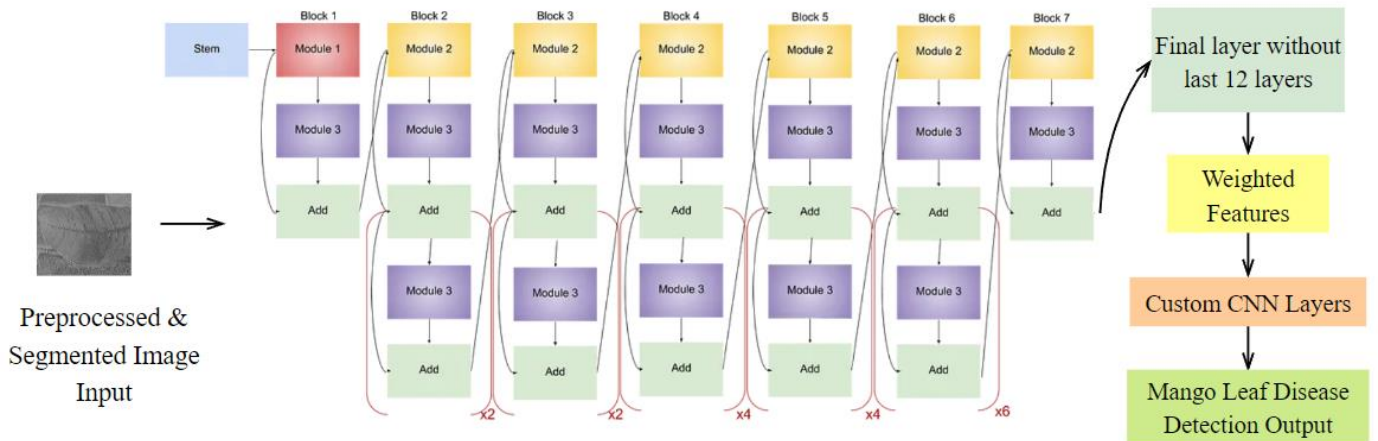 Stem
Block 1
Module 1
Module 3
Add
Block 2
Module 2
Module 3
Add
Module 3
Add
x2
Block 3
Module 2
Module 3
Add
Module 3
Add
x2
Block 4
Module 2
Module 3
Add
Module 3
Add
x4
Block 5
Module 2
Module 3
Add
Module 3
Add
x4
Block 6
Module 2
Module 3
Add
Module 3
Add
x6
Block 7
Module 2
Module 3
Add
Preprocessed &
Segmented Image
Input
Final layer without
last 12 layers
Weighted
Features
Custom CNN Layers
Mango Leaf Disease
Detection Output